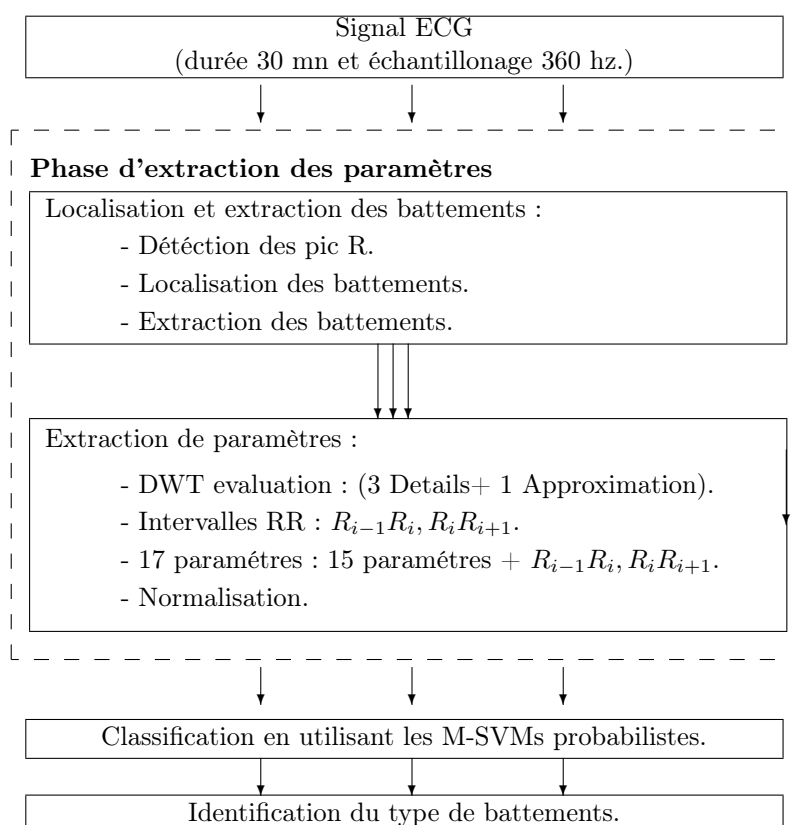 Signal ECG
(durée 30 mn et échantillonage 360 hz.)
Phase d'extraction des paramètres
Localisation et extraction des battements :
- Détéction des pic R.
- Localisation des battements.
- Extraction des battements.
Extraction de paramètres :
- DWT evaluation : (3 Details+ 1 Approximation).
- Intervalles RR : $R_{i-1}R_i, R_iR_{i+1}$.
- 17 paramétres : 15 paramétres + $R_{i-1}R_i, R_iR_{i+1}$.
- Normalisation.
Classification en utilisant les M-SVMs probabilistes.
Identification du type de battements.